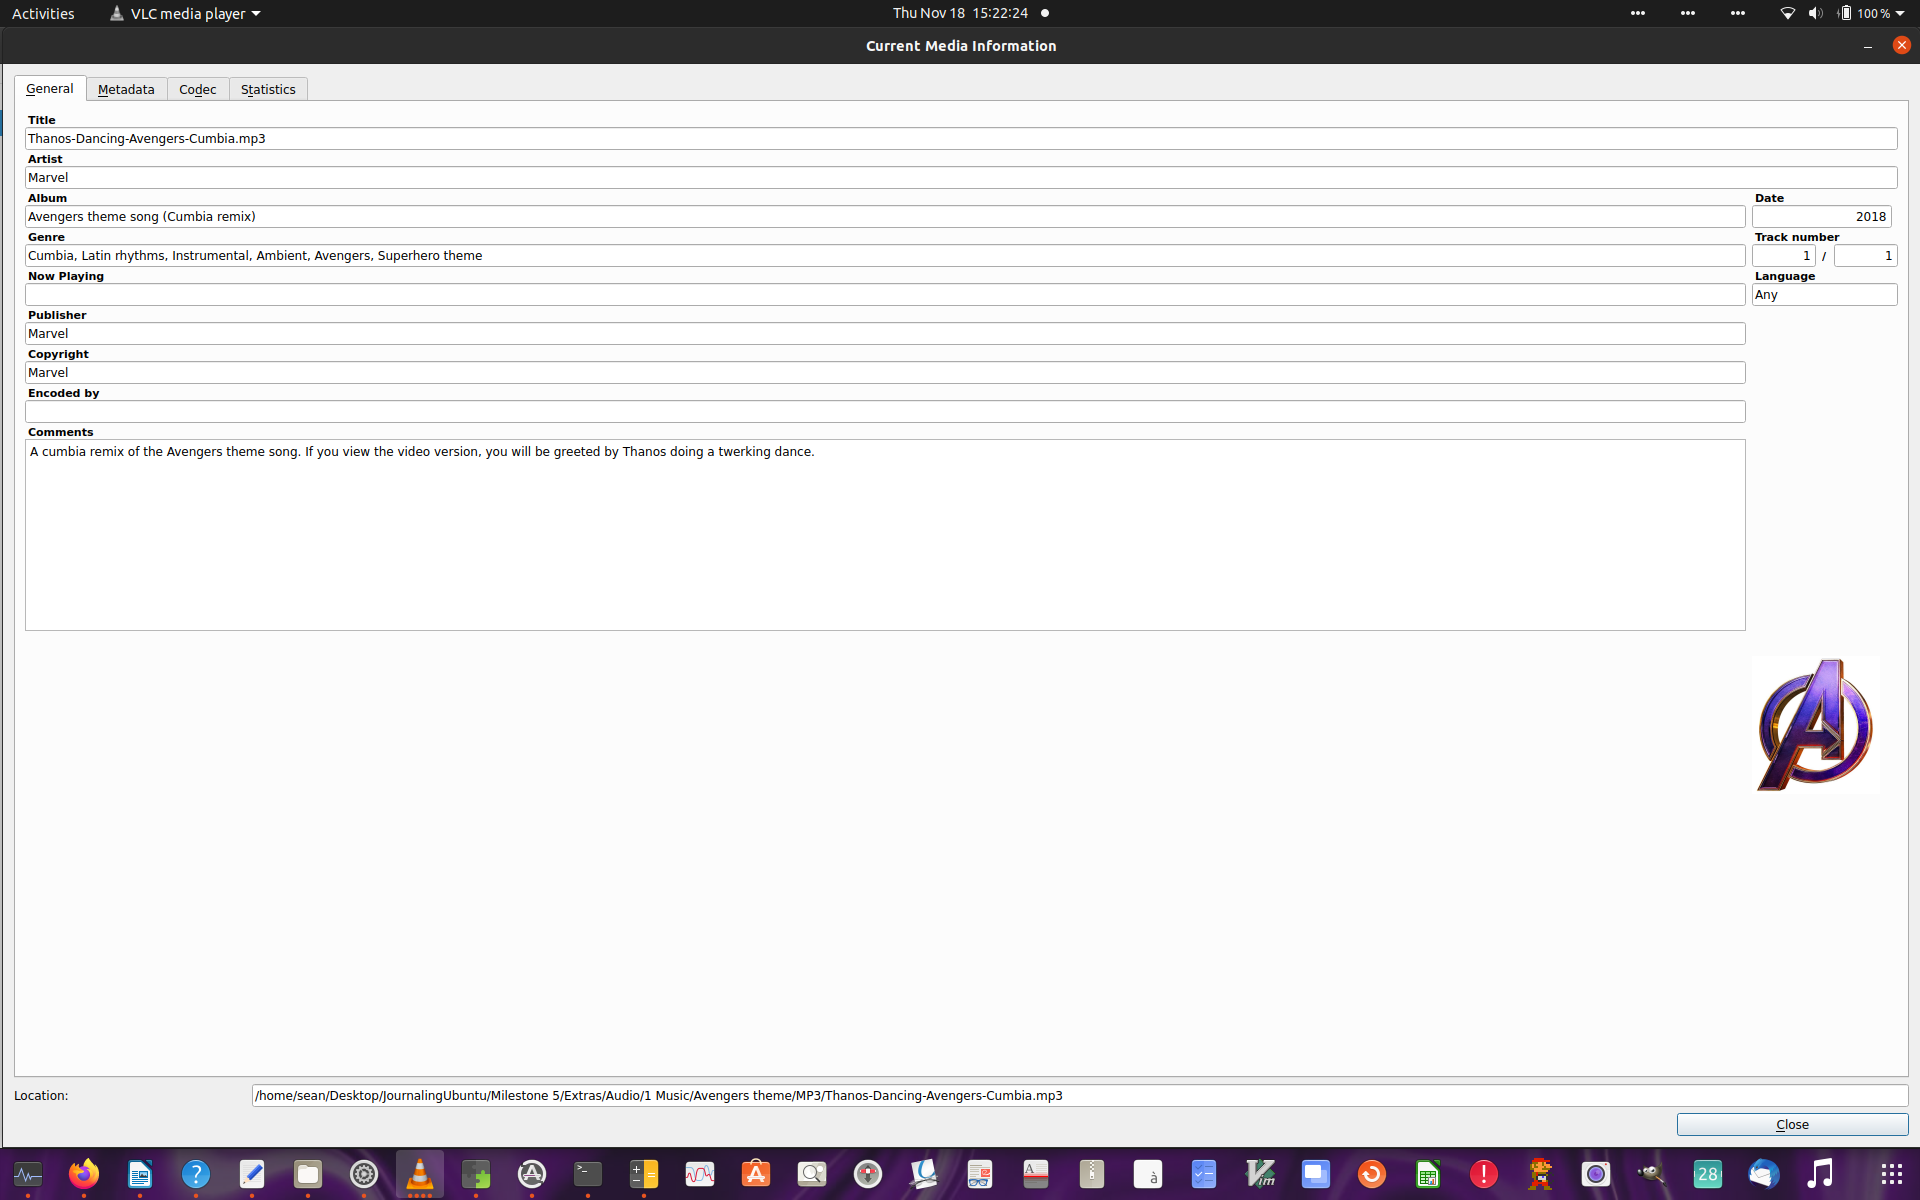 Activities VLC media player Thu Nov 18 15:22:24 100 %
Current Media Information
General Metadata Codec Statistics
Title
Thanos-Dancing-Avengers-Cumbia.mp3
Artist
Marvel
Album Date
Avengers theme song (Cumbia remix) 2018
Genre Track number
Cumbia, Latin rhythms, Instrumental, Ambient, Avengers, Superhero theme 1 / 1
Now Playing Language
Any
Publisher
Marvel
Copyright
Marvel
Encoded by
Comments
A cumbia remix of the Avengers theme song. If you view the video version, you will be greeted by Thanos doing a twerking dance.
Location: /home/sean/Desktop/JournalingUbuntu/Milestone 5/Extras/Audio/1 Music/Avengers theme/MP3/Thanos-Dancing-Avengers-Cumbia.mp3
Close
28